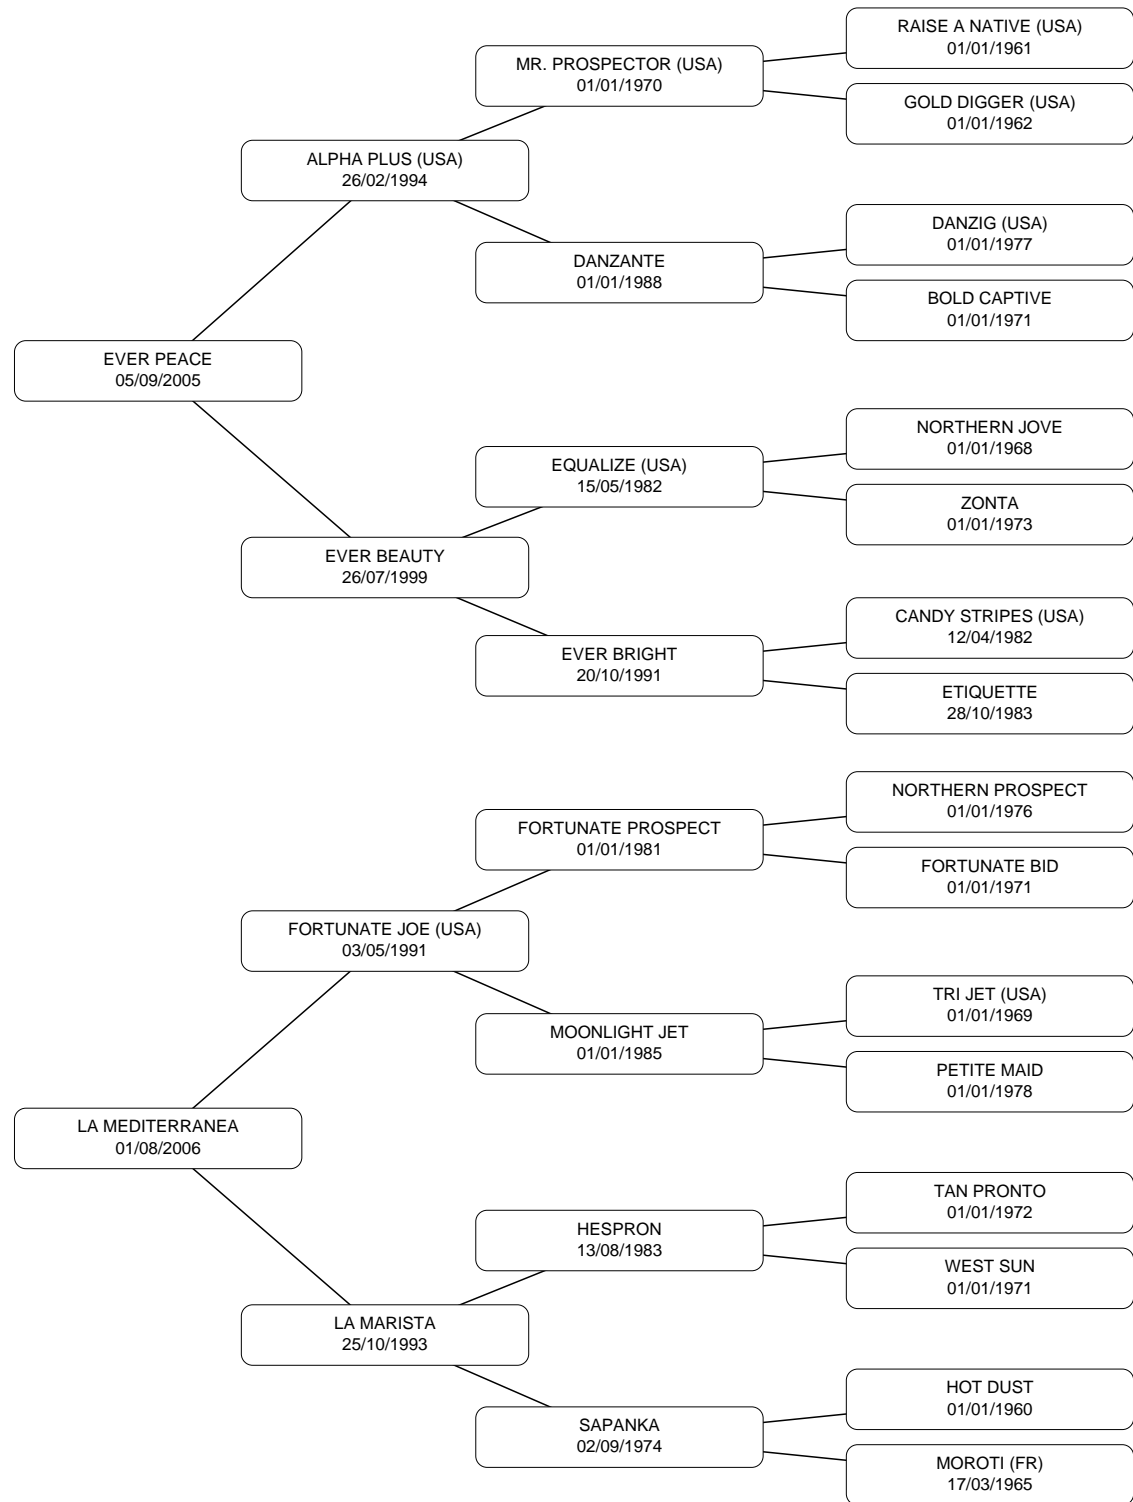 RAISE A NATIVE (USA)
01/01/1961
MR. PROSPECTOR (USA)
01/01/1970
GOLD DIGGER (USA)
01/01/1962
ALPHA PLUS (USA)
26/02/1994
DANZIG (USA)
01/01/1977
DANZANTE
01/01/1988
BOLD CAPTIVE
01/01/1971
EVER PEACE
05/09/2005
NORTHERN JOVE
01/01/1968
EQUALIZE (USA)
15/05/1982
ZONTA
01/01/1973
EVER BEAUTY
26/07/1999
CANDY STRIPES (USA)
12/04/1982
EVER BRIGHT
20/10/1991
ETIQUETTE
28/10/1983
NORTHERN PROSPECT
01/01/1976
FORTUNATE PROSPECT
01/01/1981
FORTUNATE BID
01/01/1971
FORTUNATE JOE (USA)
03/05/1991
TRI JET (USA)
01/01/1969
MOONLIGHT JET
01/01/1985
PETITE MAID
01/01/1978
LA MEDITERRANEA
01/08/2006
TAN PRONTO
01/01/1972
HESPRON
13/08/1983
WEST SUN
01/01/1971
LA MARISTA
25/10/1993
HOT DUST
01/01/1960
SAPANKA
02/09/1974
MOROTI (FR)
17/03/1965